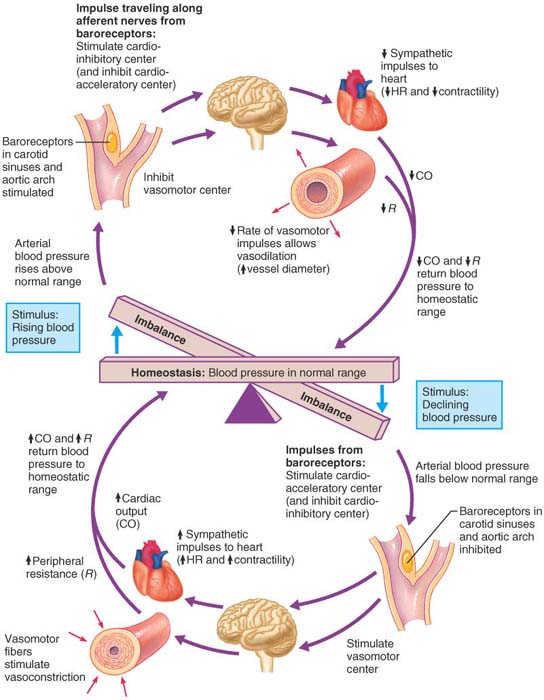 Impulse traveling along
afferent nerves from
baroreceptors:
Stimulate cardio-
inhibitory center
(and inhibit cardio-
acceleratory center)
⬇ Sympathetic
impulses to
heart
(⬇HR and ⬇contractility)
Baroreceptors
in carotid
sinuses and
aortic arch
stimulated
Inhibit
vasomotor center
⬇CO
⬇R
⬇Rate of vasomotor
impulses allows
vasodilation
(⬆vessel diameter)
Arterial
blood pressure
rises above
normal range
⬇CO and ⬇R
return blood
pressure to
homeostatic
range
Stimulus:
Rising blood
pressure
Imbalance
Homeostasis: Blood pressure in normal range
Imbalance
Stimulus:
Declining
blood pressure
⬆CO and ⬆R
return blood
pressure to
homeostatic
range
Impulses from
baroreceptors:
Stimulate cardio-
acceleratory center
(and inhibit cardio-
inhibitory center)
Arterial blood pressure
falls below normal range
⬆Cardiac
output
(CO)
Baroreceptors in
carotid sinuses
and aortic arch
inhibited
⬆ Sympathetic
impulses to heart
(⬆HR and ⬆contractility)
⬆Peripheral
resistance (R)
Vasomotor
fibers
stimulate
vasoconstriction
Stimulate
vasomotor
center